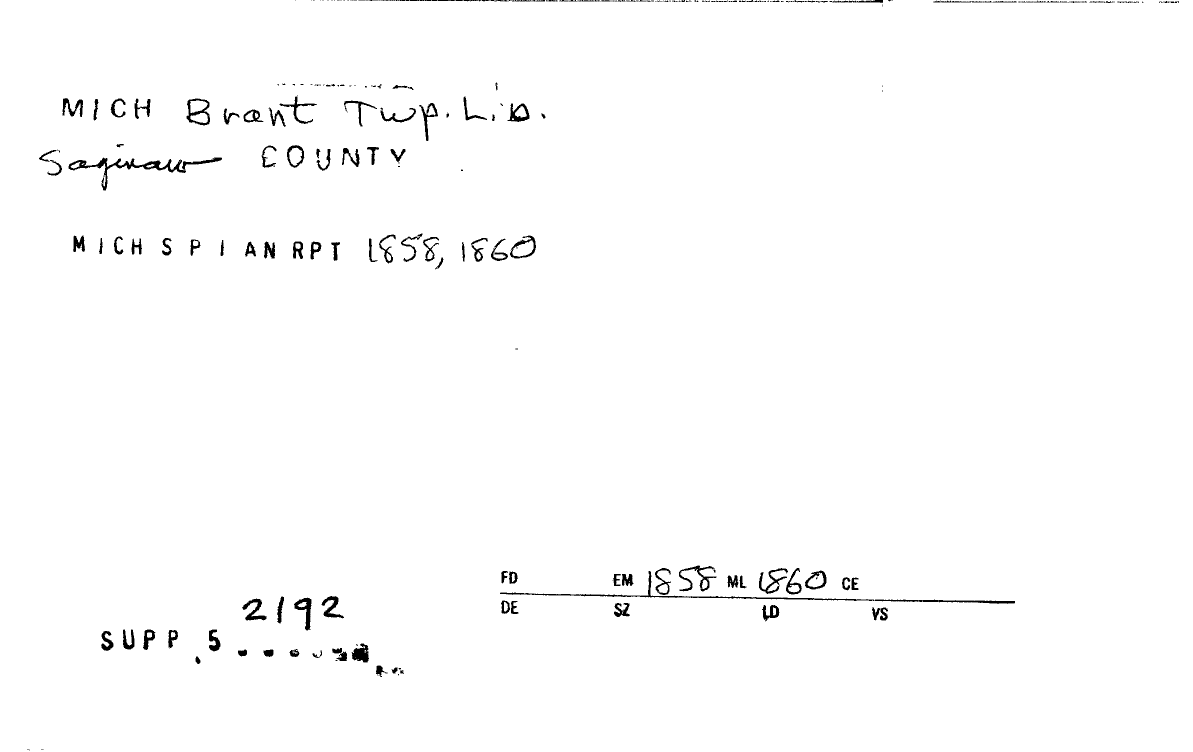 MICH Brant Twp. Lib.
Saginaw COUNTY
MICH S P I AN RPT 1858, 1860
FD EM 1858 ML 1860 CE
DE SZ LD VS
2192
SUPP.5